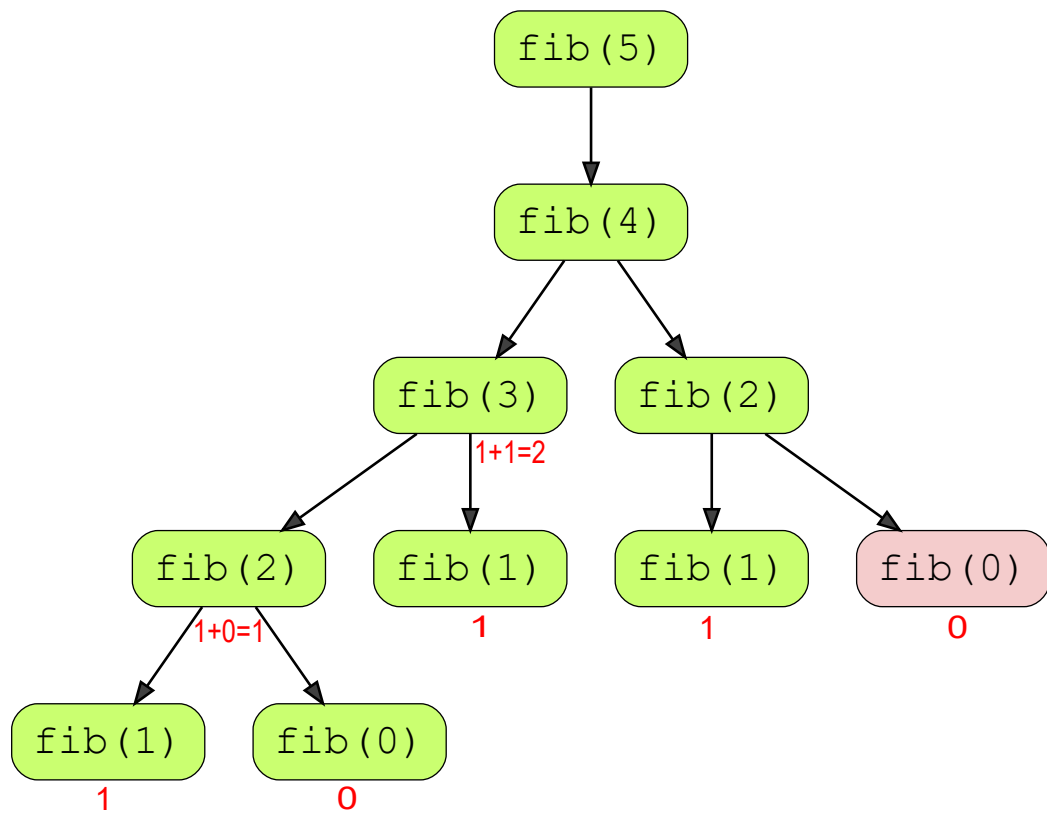 fib(5)
fib(4)
fib(3) fib(2)
1+1=2
fib(2) fib(1) fib(1) fib(0)
1+0=1 1 1 0
fib(1) fib(0)
1 0